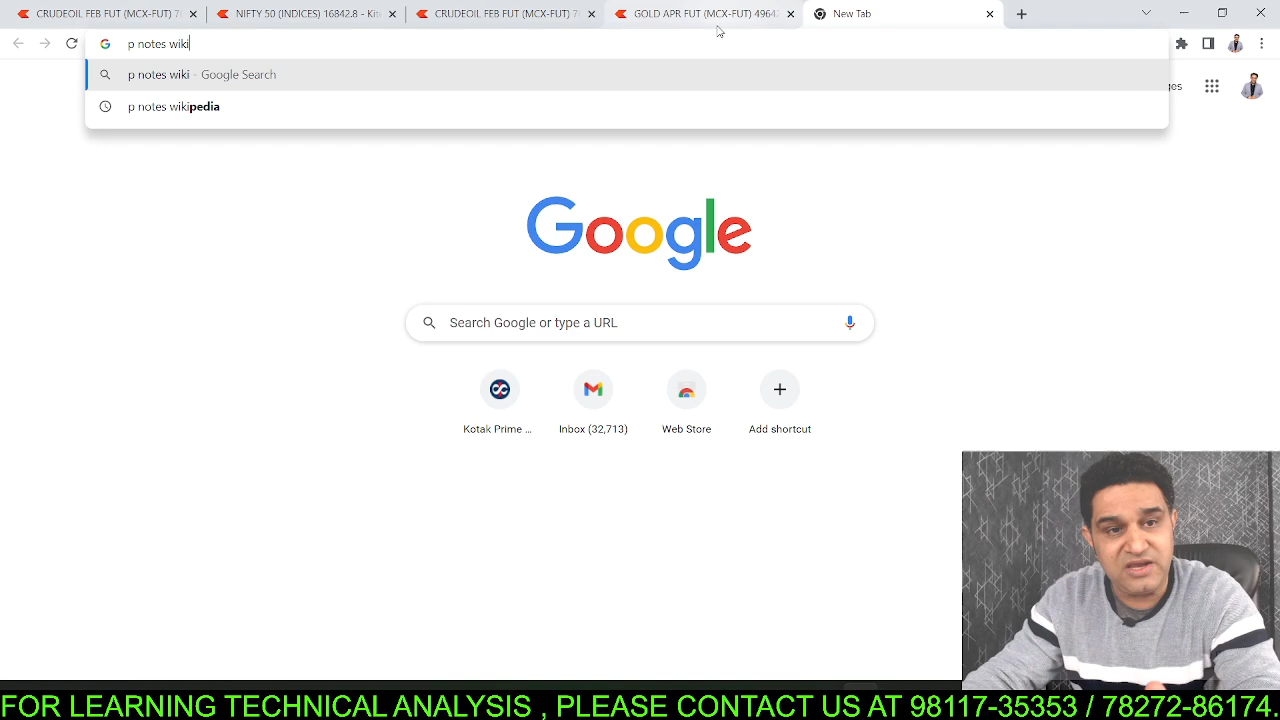 CRUDEOIL FEB FUT (MCX-FUT) 7
NIFTY 50 (INDICES) 16842.8 - Kite
CRUDEOIL FEB FUT (MCX-FUT) 7
GOLD APR FUT (MCX-FUT) 4964
New Tab
p notes wiki
p notes wiki - Google Search
p notes wikipedia
ges
Google
Search Google or type a URL
Kotak Prime ...
Inbox (32,713)
Web Store
Add shortcut
FOR LEARNING TECHNICAL ANALYSIS , PLEASE CONTACT US AT 98117-35353 / 78272-86174.